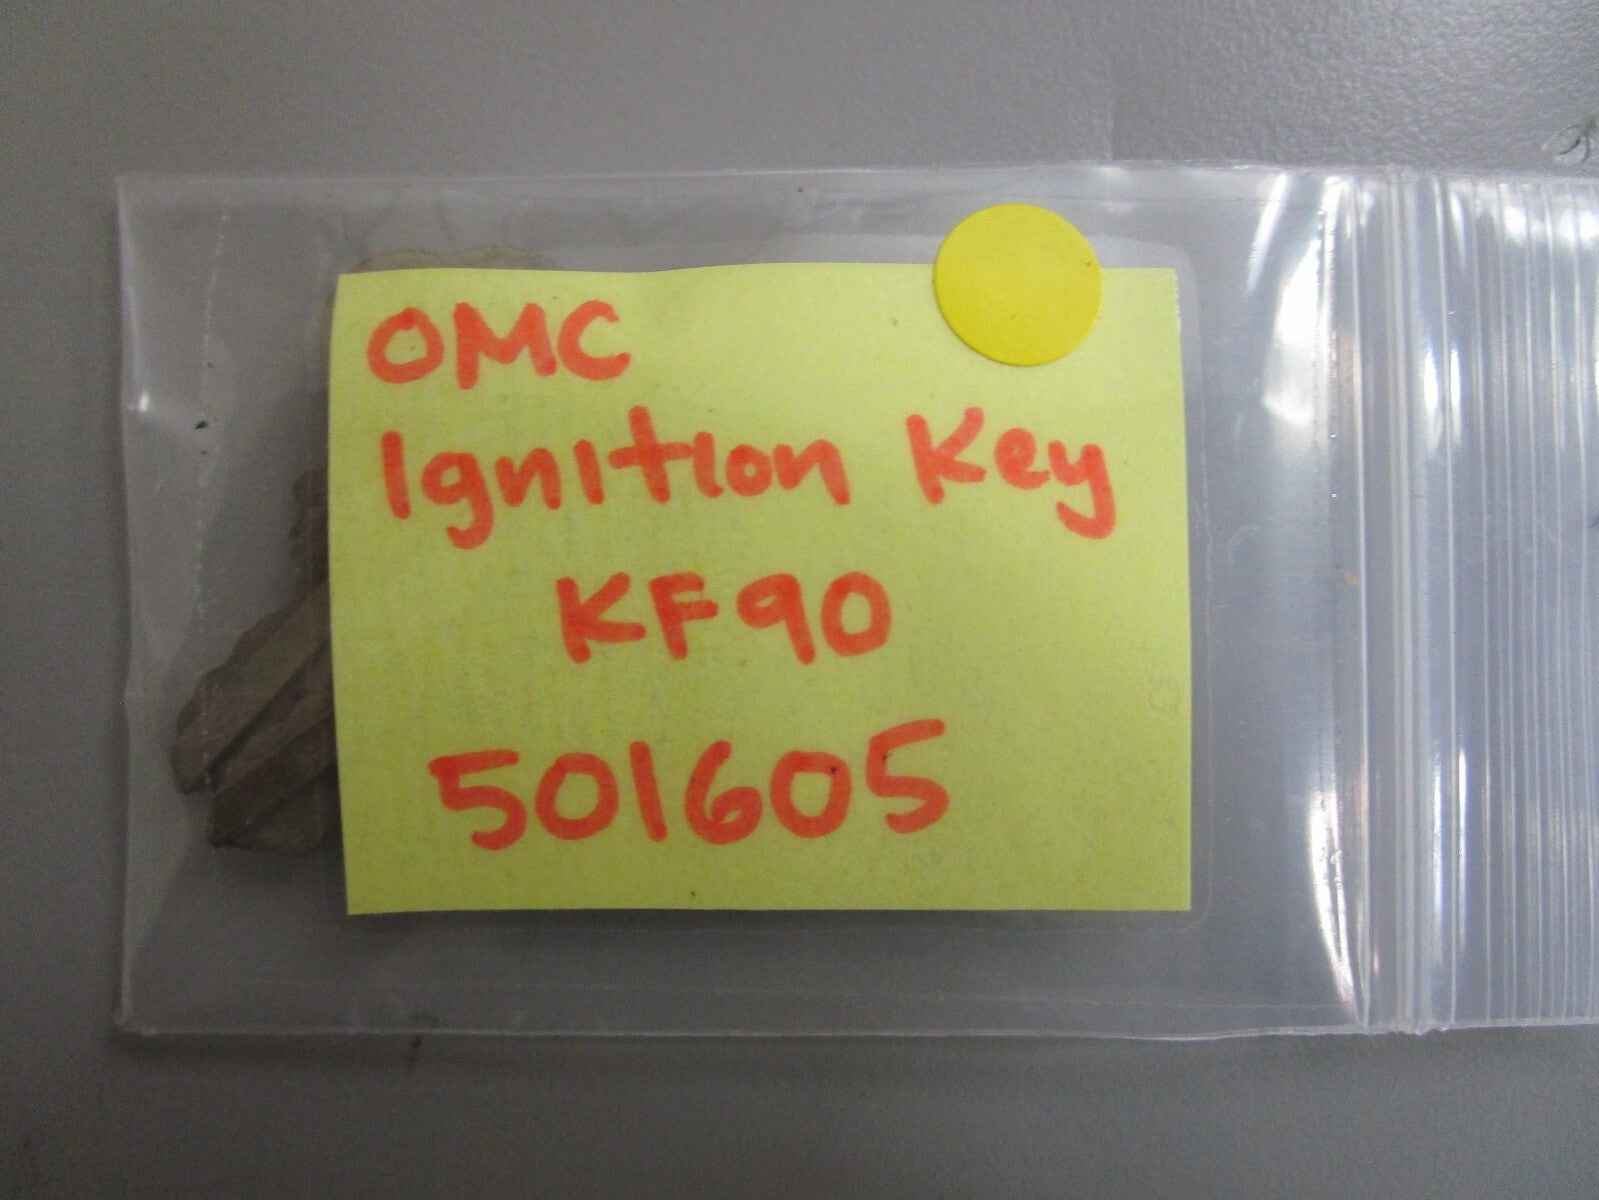 OMC
Ignition Key
KF90
501605